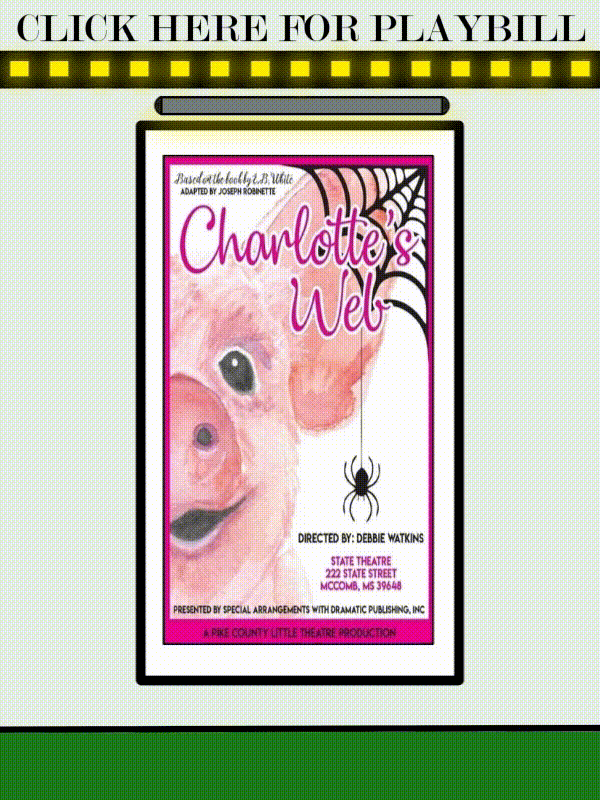 CLICK HERE FOR PLAYBILL
Based on the book by E.B. White
ADAPTED BY JOSEPH ROBINETTE
Charlotte's
Web
DIRECTED BY: DEBBIE WATKINS
STATE THEATRE
222 STATE STREET
MCCOMB, MS 39648
PRESENTED BY SPECIAL ARRANGEMENTS WITH DRAMATIC PUBLISHING, INC
A PIKE COUNTY LITTLE THEATRE PRODUCTION